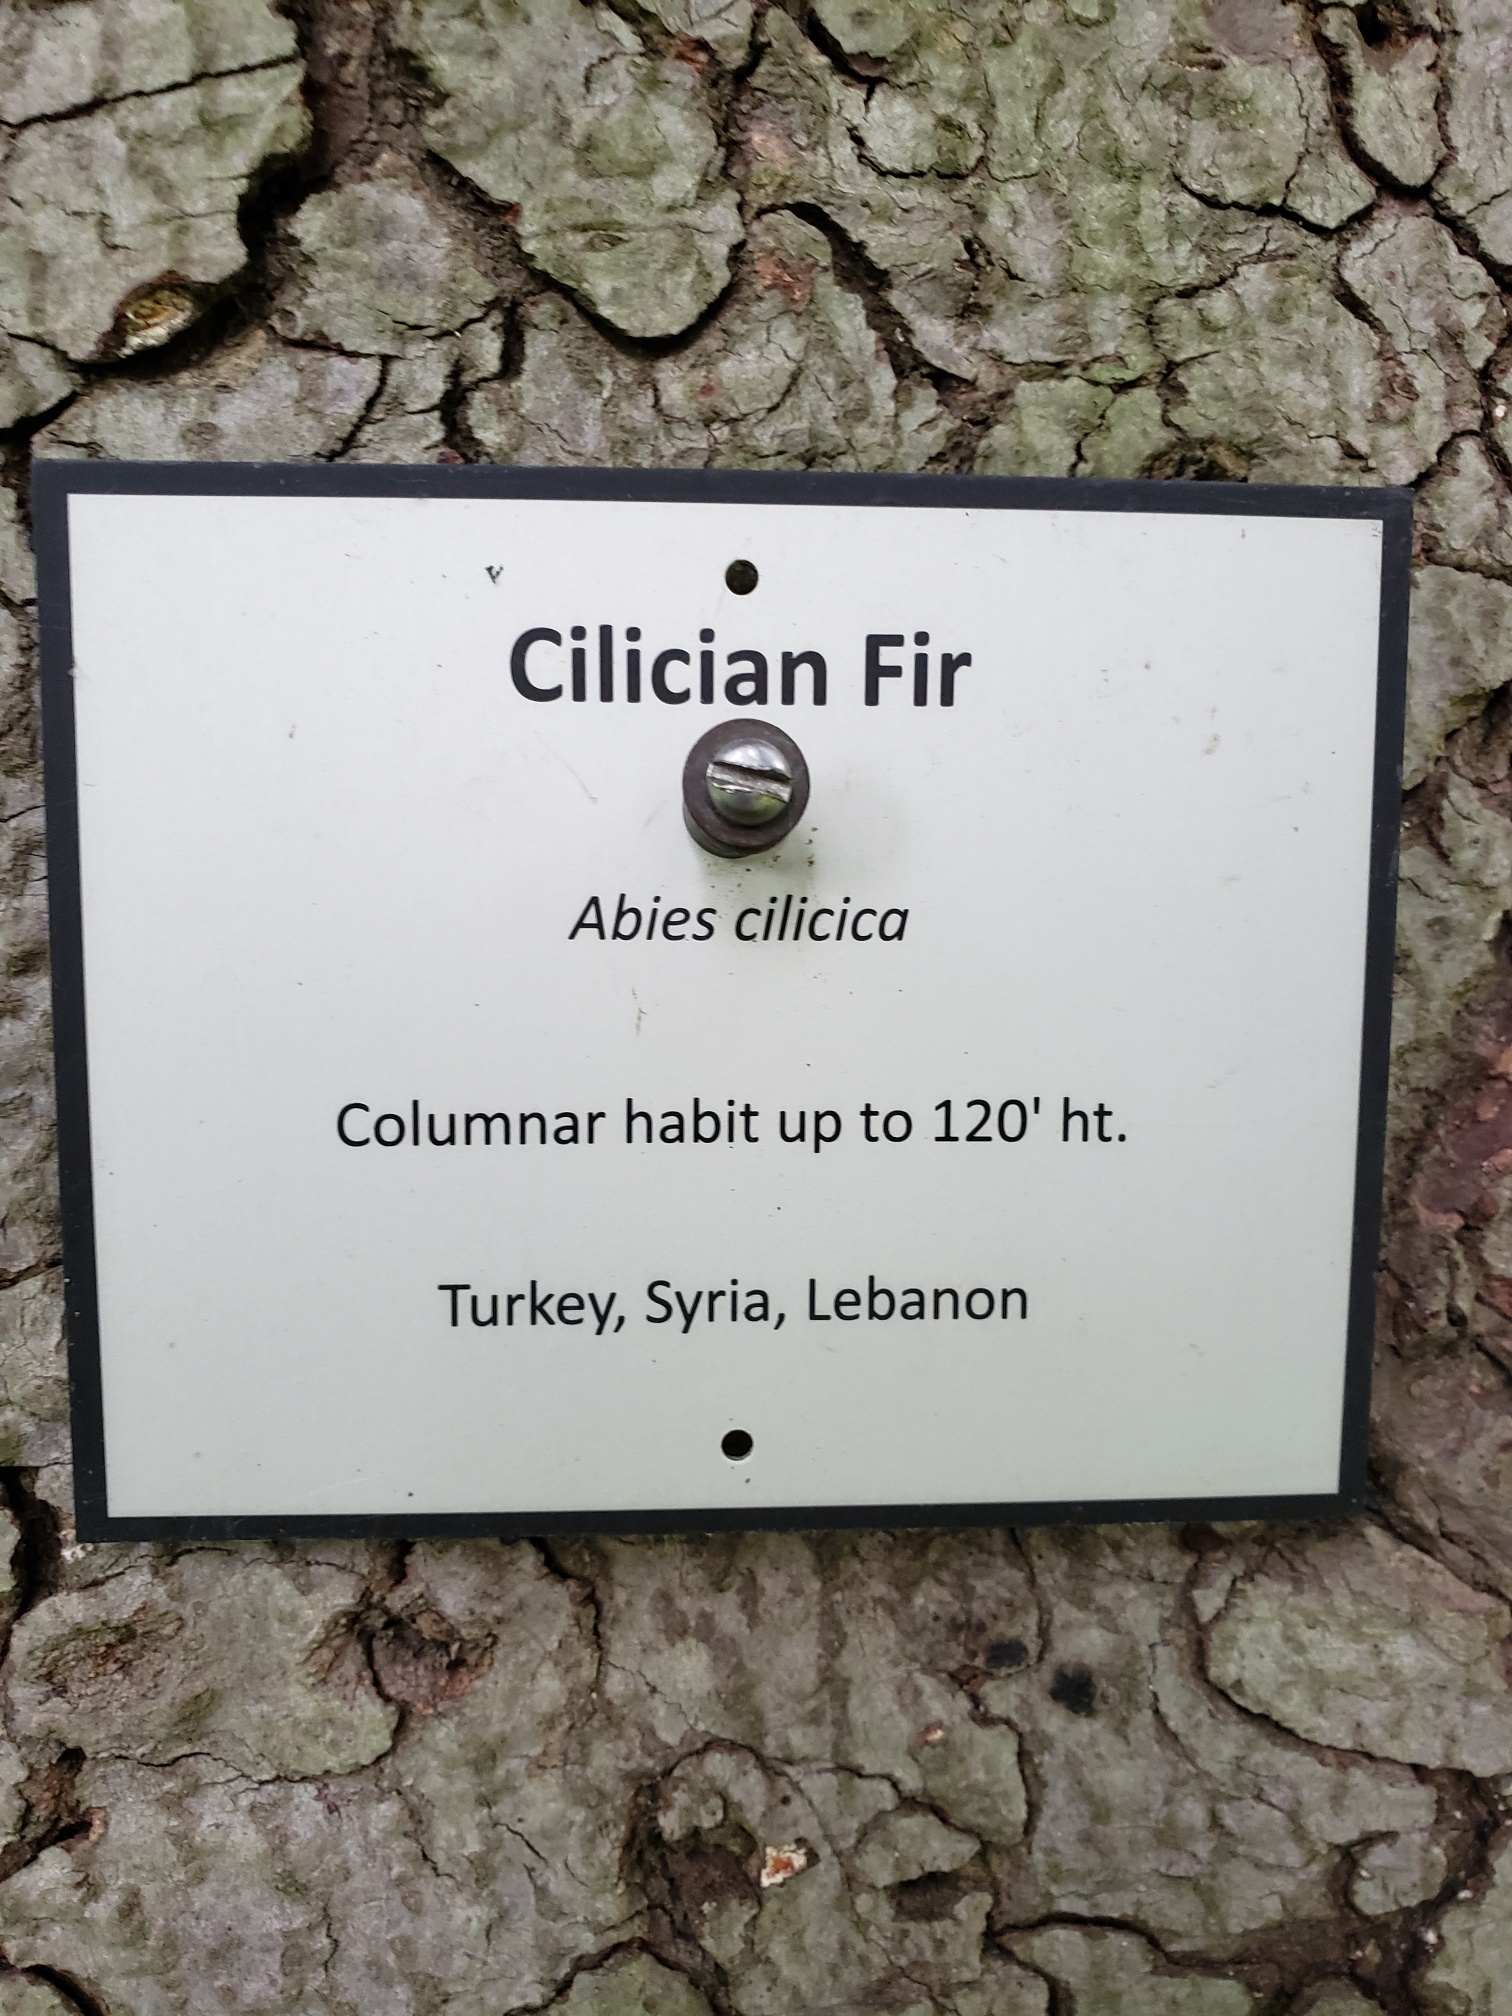 Cilician Fir
Abies cilicica
Columnar habit up to 120' ht.
Turkey, Syria, Lebanon